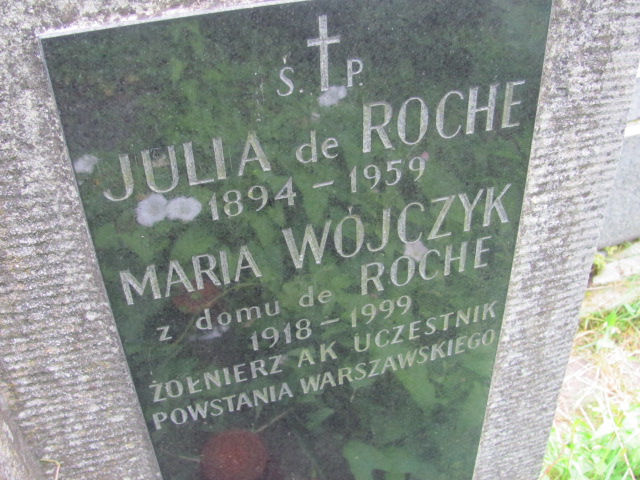 Ś. P.
JULIA de ROCHE
1894 - 1959
MARIA WÓJCZYK
z domu de ROCHE
1918 - 1999
ŻOŁNIERZ AK UCZESTNIK
POWSTANIA WARSZAWSKIEGO